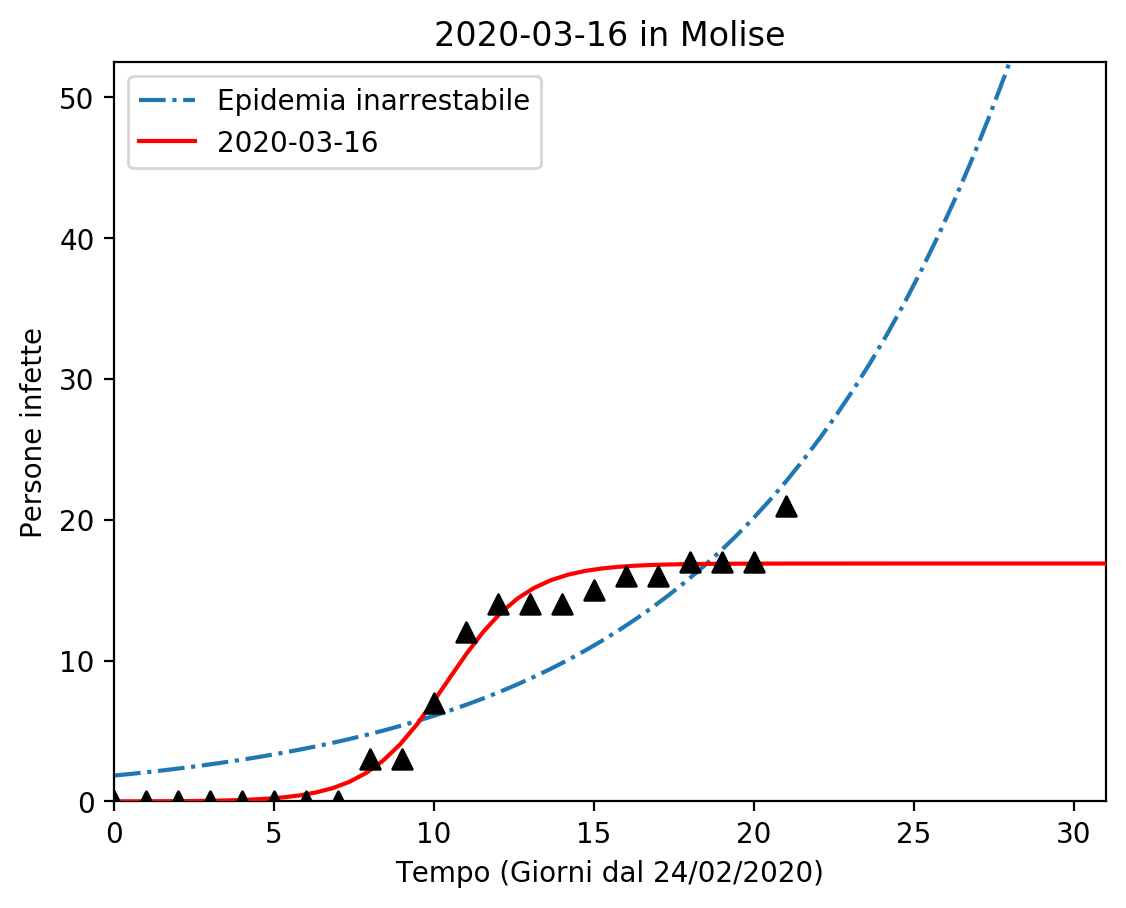 2020-03-16 in Molise
Epidemia inarrestabile
2020-03-16
50
40
30
20
10
0
Persone infette
0 5 10 15 20 25 30
Tempo (Giorni dal 24/02/2020)